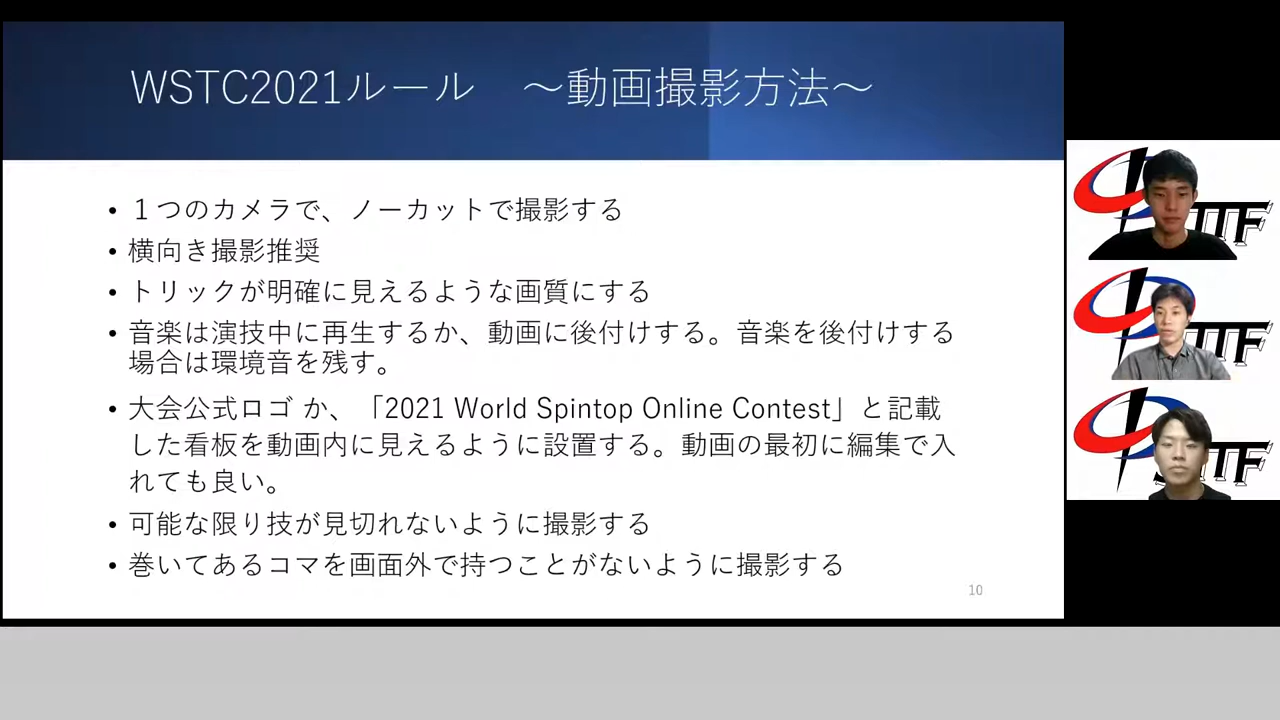 WSTC2021ルール　～動画撮影方法～
• １つのカメラで、ノーカットで撮影する
• 横向き撮影推奨
• トリックが明確に見えるような画質にする
• 音楽は演技中に再生するか、動画に後付けする。音楽を後付けする
場合は環境音を残す。
• 大会公式ロゴ か、「2021 World Spintop Online Contest」と記載
した看板を動画内に見えるように設置する。動画の最初に編集で入
れても良い。
• 可能な限り技が見切れないように撮影する
• 巻いてあるコマを画面外で持つことがないように撮影する
10